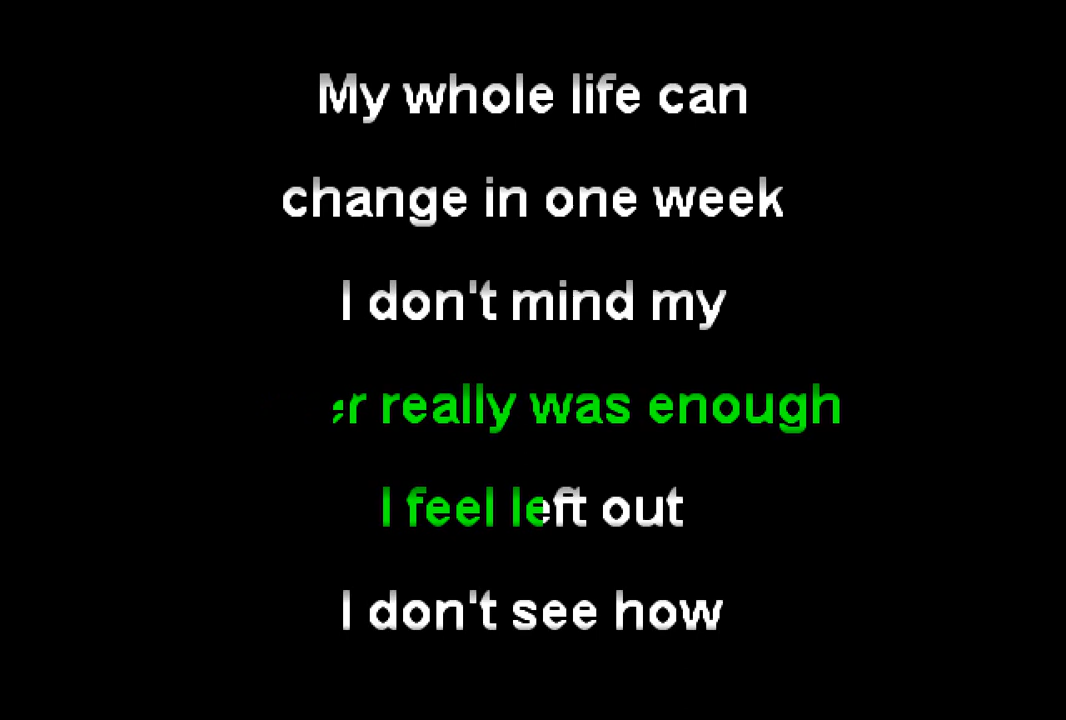 My whole life can
change in one week
I don't mind my
er really was enough
I feel left out
I don't see how